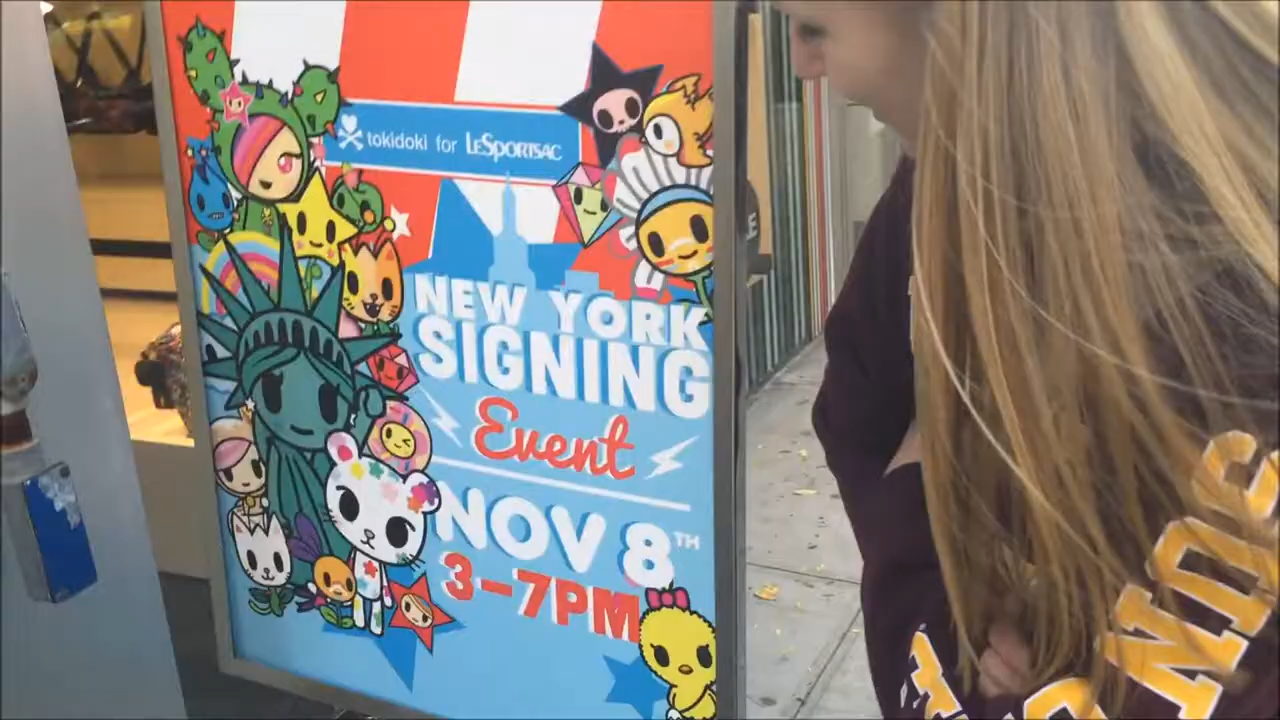 tokidoki for LeSportsac
NEW YORK
SIGNING
Event
NOV 8TH
3-7PM